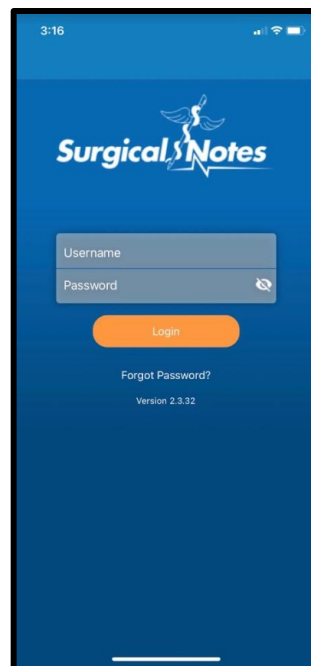 3:16
Surgical Notes
Username
Password
Login
Forgot Password?
Version 2.3.32